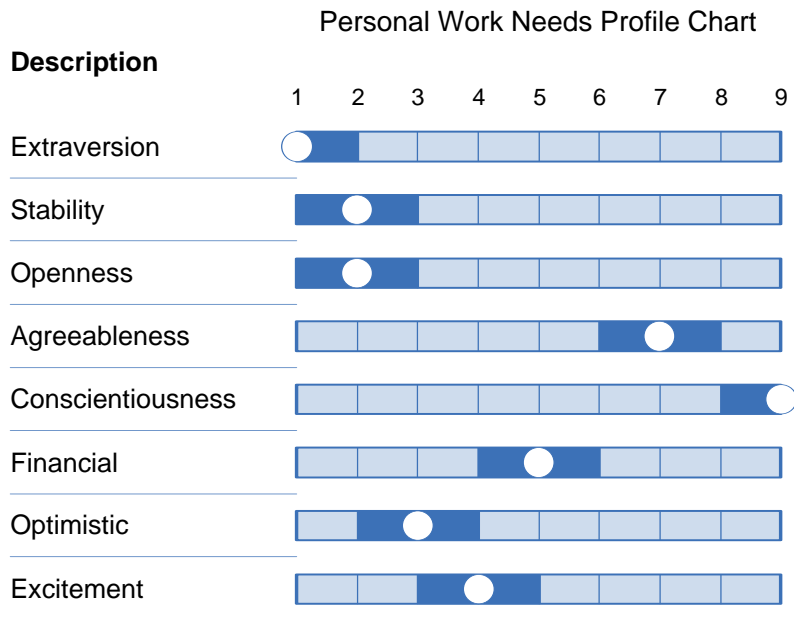 Personal Work Needs Profile Chart
Description
1 2 3 4 5 6 7 8 9
Extraversion
Stability
Openness
Agreeableness
Conscientiousness
Financial
Optimistic
Excitement